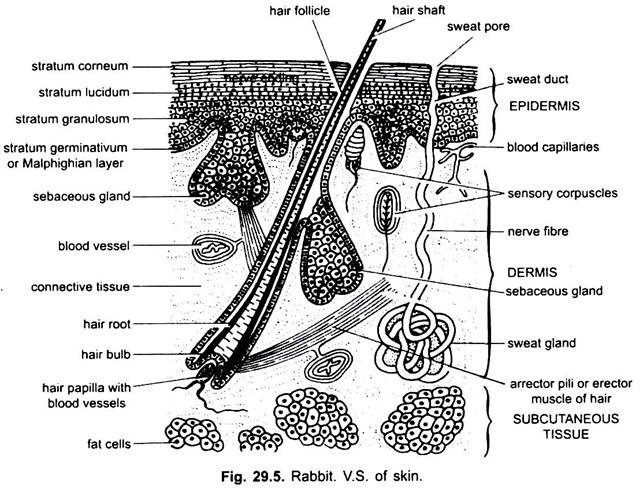 hair follicle
hair shaft
sweat pore
stratum corneum
nerve ending
stratum lucidum
sweat duct
EPIDERMIS
stratum granulosum
stratum germinativum
or Malphighian layer
blood capillaries
sebaceous gland
sensory corpuscles
blood vessel
nerve fibre
DERMIS
connective tissue
sebaceous gland
hair root
sweat gland
hair bulb
hair papilla with
blood vessels
arrector pili or erector
muscle of hair
SUBCUTANEOUS
TISSUE
fat cells
Fig. 29.5. Rabbit. V.S. of skin.